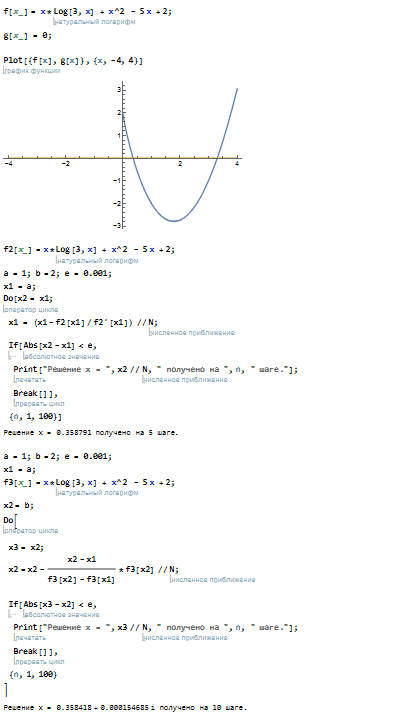 f[x_] = x*Log[3, x] + x^2 - 5 x + 2;
натуральный логарифм
g[x_] = 0;
Plot[{f[x], g[x]}, {x, -4, 4}]
график функции
3
2
1
-4 -2 2 4
-1
-2
-3
f2[x_] = x*Log[3, x] + x^2 - 5 x + 2;
натуральный логарифм
a = 1; b = 2; e = 0.001;
x1 = a;
Do[x2 = x1;
оператор цикла
x1 = (x1 - f2[x1] / f2'[x1]) // N;
численное приближение
If[Abs[x2 - x1] < e,
абсолютное значение
Print["Решение x = ", x2 // N, " получено на ", n, " шаге."];
печатать численное приближение
Break[]],
прервать цикл
{n, 1, 100}]
Решение x = 0.358791 получено на 5 шаге.
a = 1; b = 2; e = 0.001;
x1 = a;
f3[x_] = x*Log[3, x] + x^2 - 5 x + 2;
натуральный логарифм
x2 = b;
Do[
оператор цикла
x3 = x2;
x2 = x2 - (x2 - x1) / (f3[x2] - f3[x1]) * f3[x2] // N;
численное приближение
If[Abs[x3 - x2] < e,
абсолютное значение
Print["Решение x = ", x3 // N, " получено на ", n, " шаге."];
печатать численное приближение
Break[]],
прервать цикл
{n, 1, 100}
]
Решение x = 0.358418 + 0.000154685 i получено на 10 шаге.